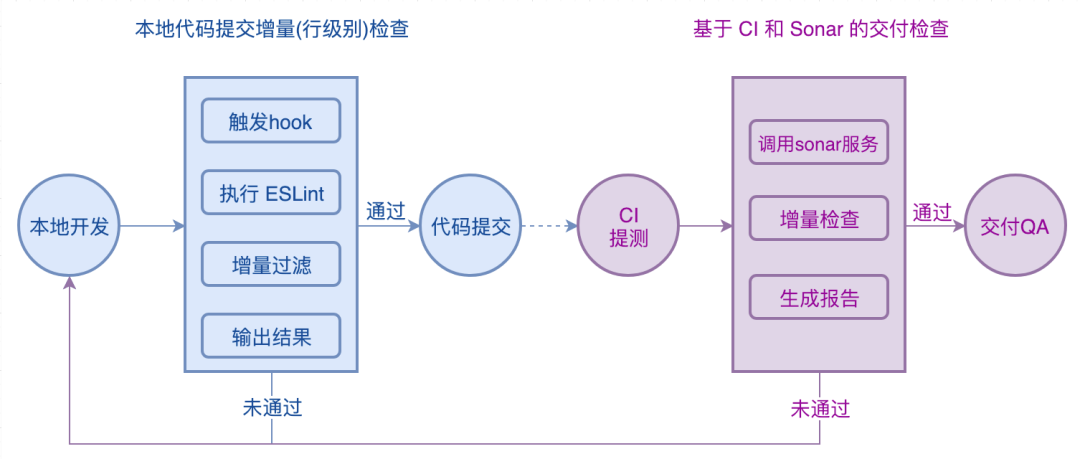 本地代码提交增量(行级别)检查
基于 CI 和 Sonar 的交付检查
本地开发
触发hook
执行 ESLint
增量过滤
输出结果
通过
未通过
代码提交
CI
提测
调用sonar服务
增量检查
生成报告
通过
未通过
交付QA